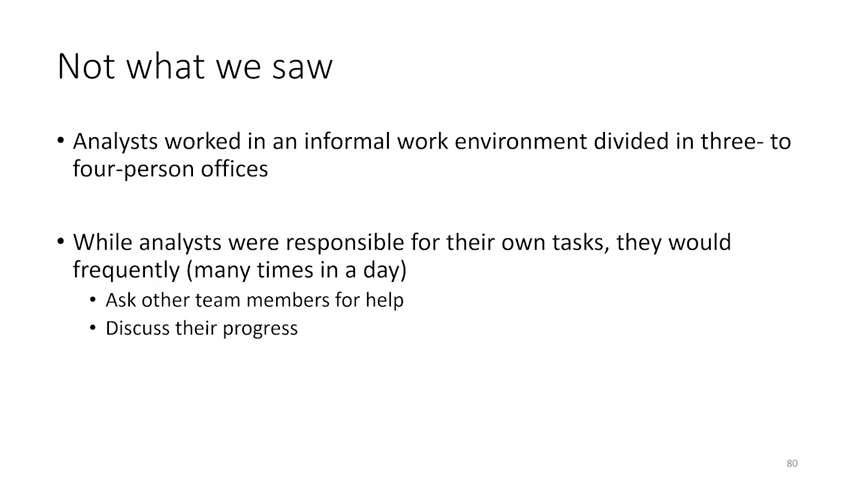 Not what we saw
• Analysts worked in an informal work environment divided in three- to
four-person offices
• While analysts were responsible for their own tasks, they would
frequently (many times in a day)
• Ask other team members for help
• Discuss their progress
80